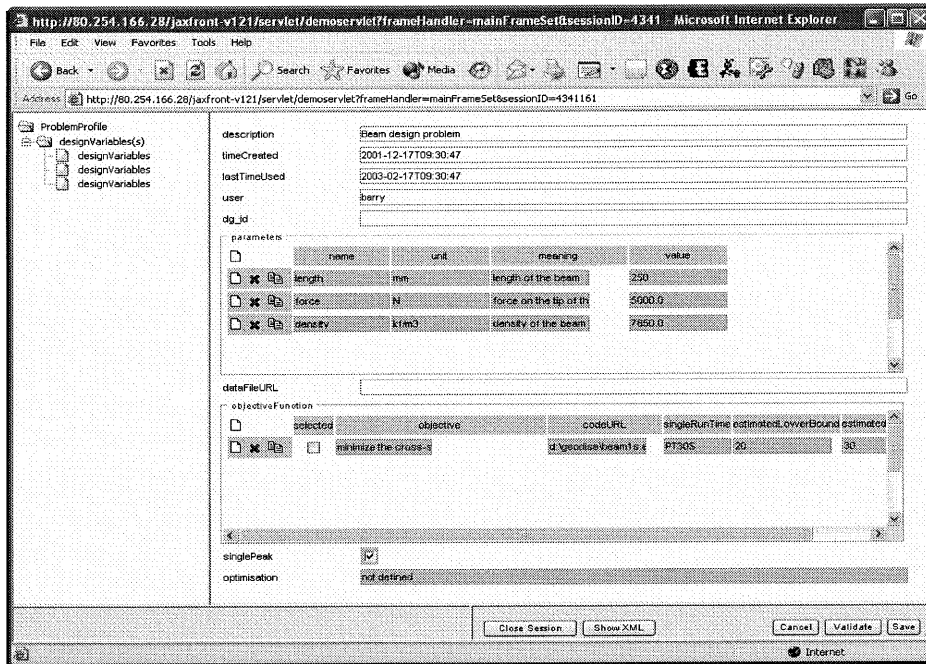 http://80.254.166.28/jaxfront-v121/servlet/demoservlet?frameHandler=mainFrameSet&sessionID=4341 - Microsoft Internet Explorer
File Edit View Favorites Tools Help
Back Search Favorites Media
Address http://80.254.166.28/jaxfront-v121/servlet/demoservlet?frameHandler=mainFrameSet&sessionID=4341161 Go
ProblemProfile
designVariables(s)
designVariables
designVariables
designVariables
description Beam design problem
timeCreated 2001-12-17T09:30:47
lastTimeUsed 2003-02-17T09:30:47
user barry
dg_id
parameters
name unit meaning value
length mm length of the beam 250
force N force on the tip of th 5000.0
density density of the beam 7850.0
dataFileURL
objectiveFunction
selected objective codeURL singleRunTime estimatedLowerBound estimated
minimize the cross-s d:\geodise\beam1s PT30S 20 30
singlePeak
optimisation not defined
Close Session Show XML Cancel Validate Save
Internet